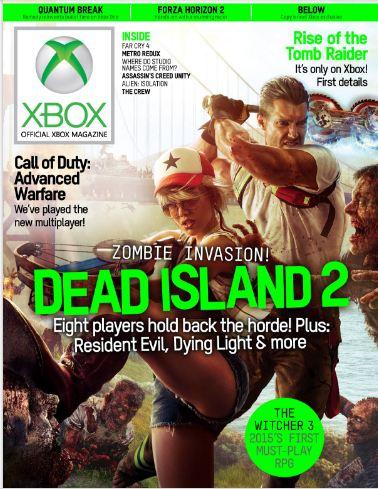 QUANTUM BREAK
FORZA HORIZON 2
BELOW
INSIDE
FAR CRY 4
METRO REDUX
WHERE DO STUDIO
NAMES COME FROM?
ASSASSIN'S CREED UNITY
ALIEN: ISOLATION
THE CREW
Rise of the
Tomb Raider
It's only on Xbox!
First details
XBOX
OFFICIAL XBOX MAGAZINE
Call of Duty:
Advanced
Warfare
We've played the
new multiplayer!
ZOMBIE INVASION!
DEAD ISLAND 2
Eight players hold back the horde! Plus:
Resident Evil, Dying Light & more
THE
WITCHER 3
2015'S FIRST
MUST-PLAY
RPG